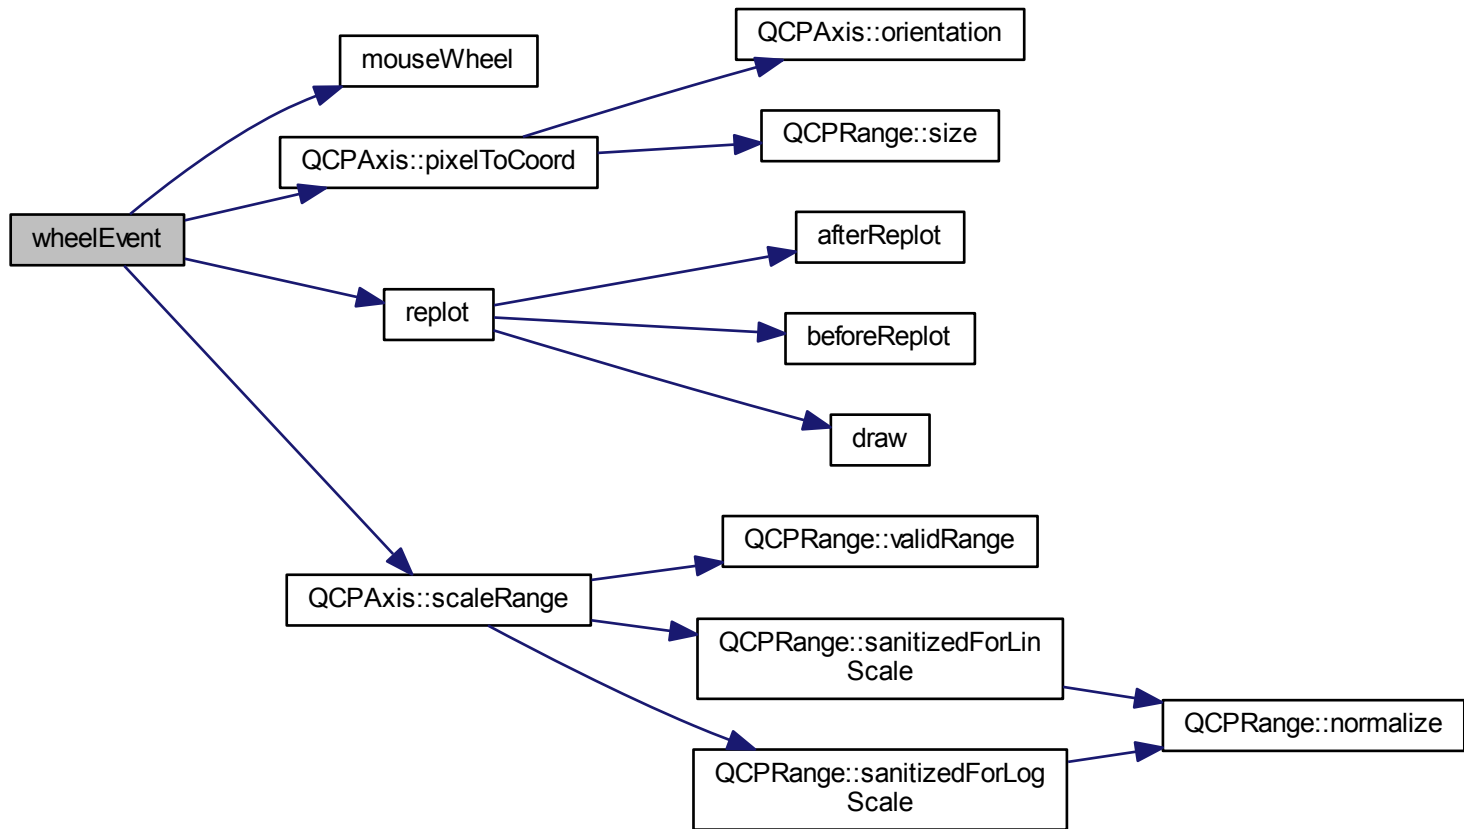 QCPAxis::orientation
mouseWheel
QCPRange::size
QCPAxis::pixelToCoord
wheelEvent
afterReplot
replot
beforeReplot
draw
QCPRange::validRange
QCPAxis::scaleRange
QCPRange::sanitizedForLin
Scale
QCPRange::normalize
QCPRange::sanitizedForLog
Scale